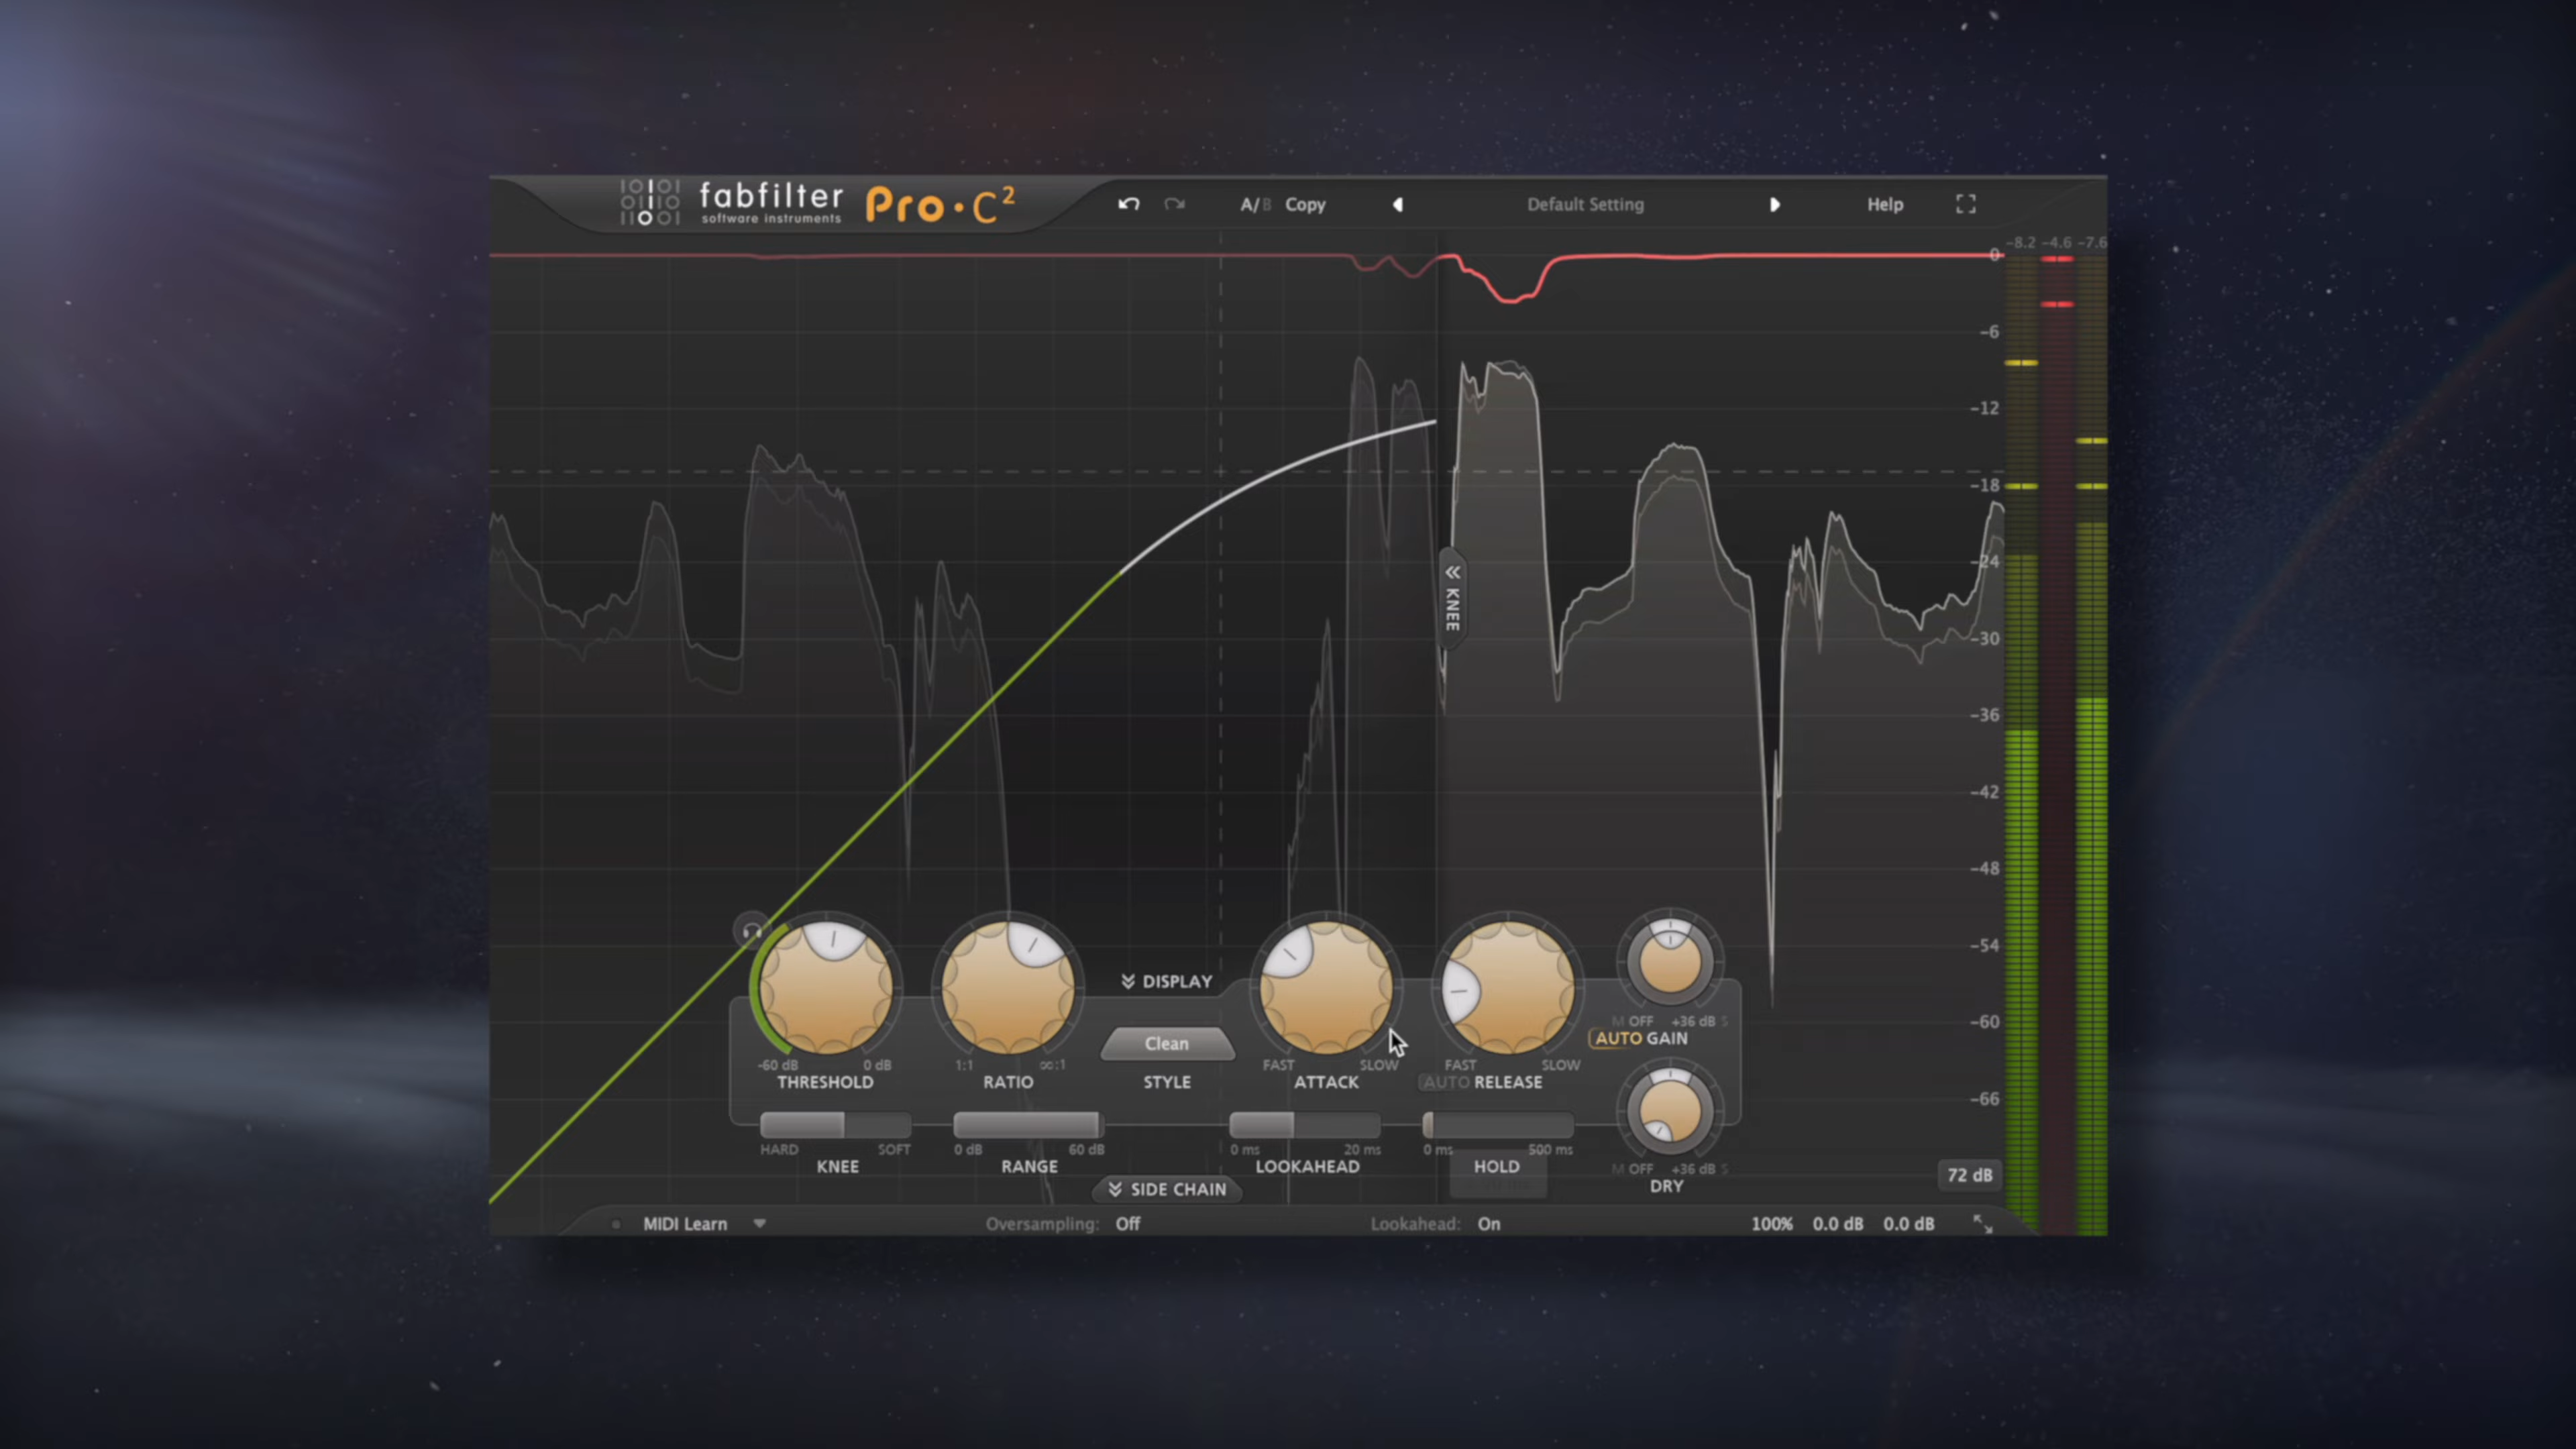 fabfilter
software instruments
Pro·C²
A/B Copy
Default Setting
Help
-8.2 -4.6 -7.6
0
-6
-12
-18
-24
-30
-36
-42
-48
-54
-60
-66
72 dB
« KNEE
DISPLAY
Clean
STYLE
-60 dB 0 dB
THRESHOLD
1:1 ∞:1
RATIO
FAST SLOW
ATTACK
FAST SLOW
AUTO RELEASE
M OFF +36 dB S
AUTO GAIN
HARD SOFT
KNEE
0 dB 60 dB
RANGE
0 ms 20 ms
LOOKAHEAD
0 ms 500 ms
HOLD
M OFF +36 dB S
DRY
SIDE CHAIN
MIDI Learn
Oversampling: Off
Lookahead: On
100% 0.0 dB 0.0 dB